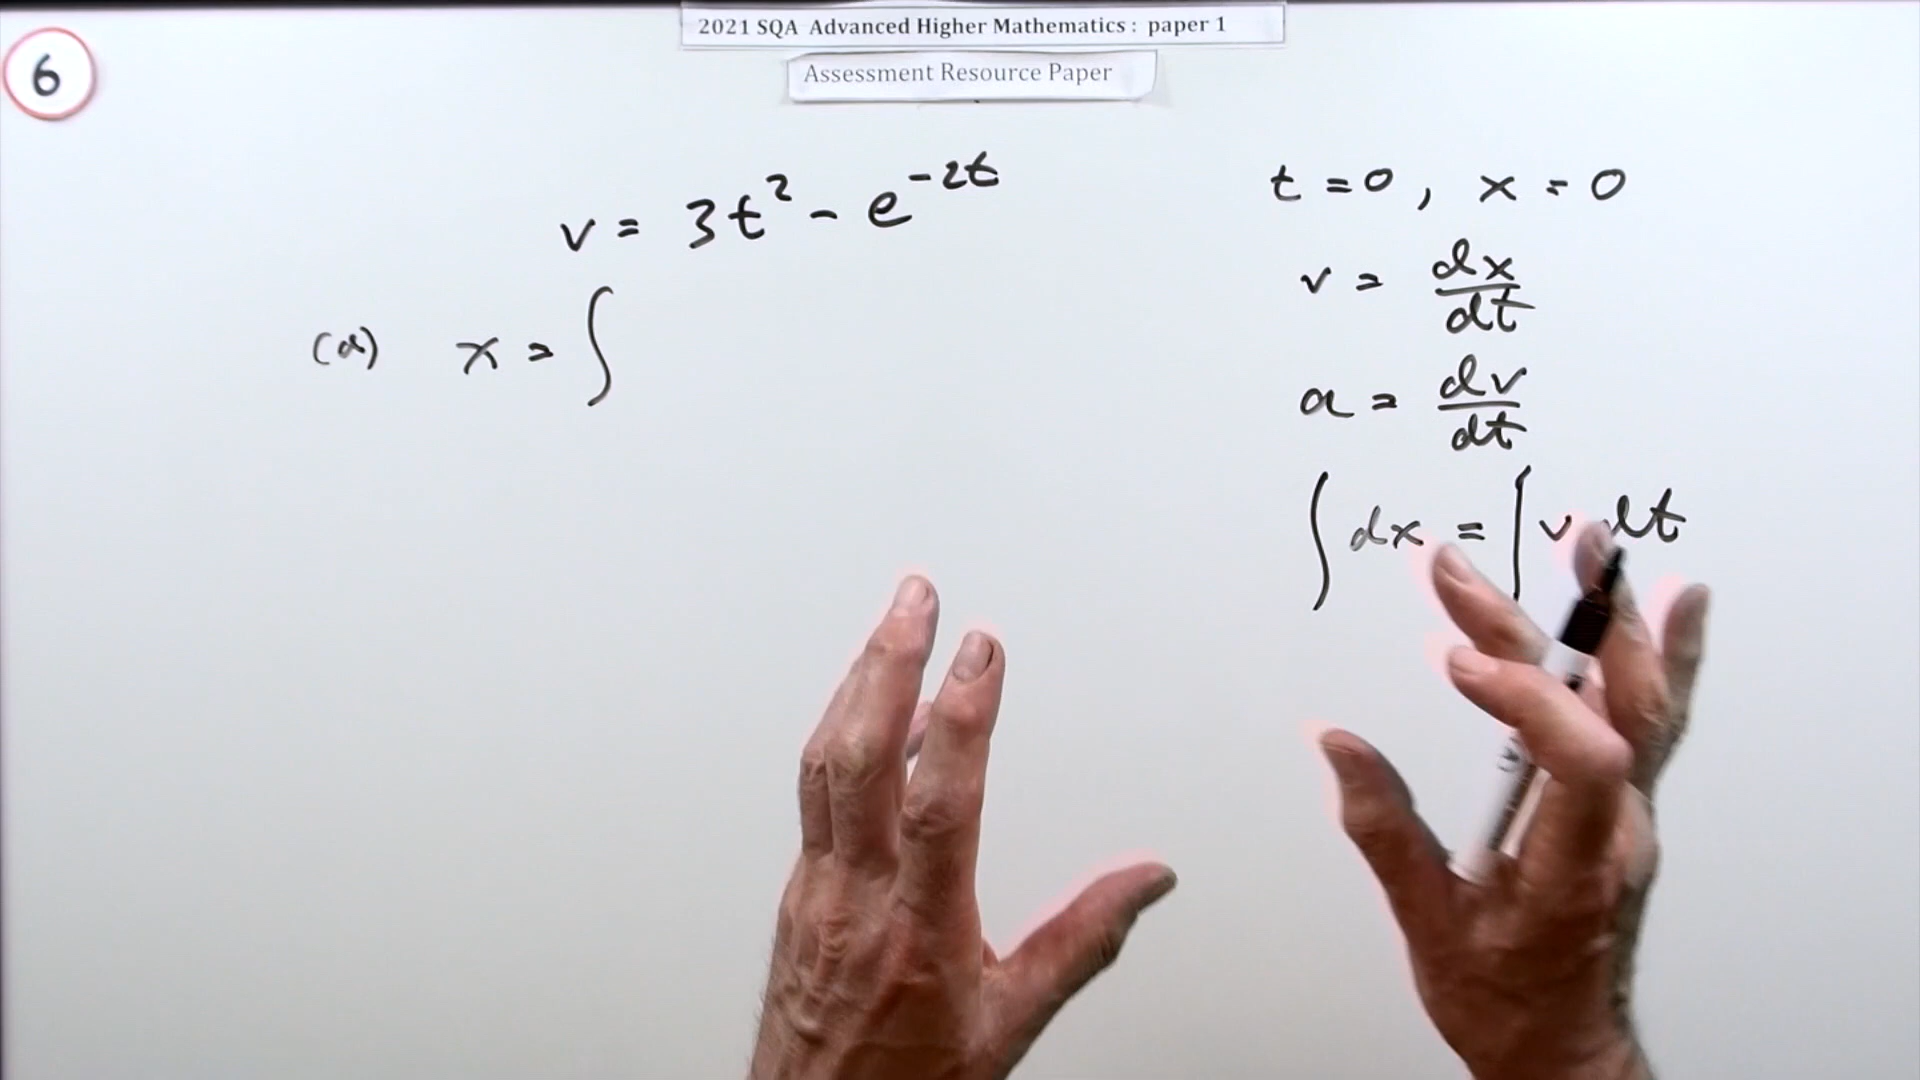 2021 SQA Advanced Higher Mathematics : paper 1
Assessment Resource Paper
6
v = 3t² - e^{-2t}
t = 0 , x = 0
v = dx/dt
(a) x = ∫
a = dv/dt
∫ dx = ∫ v dt